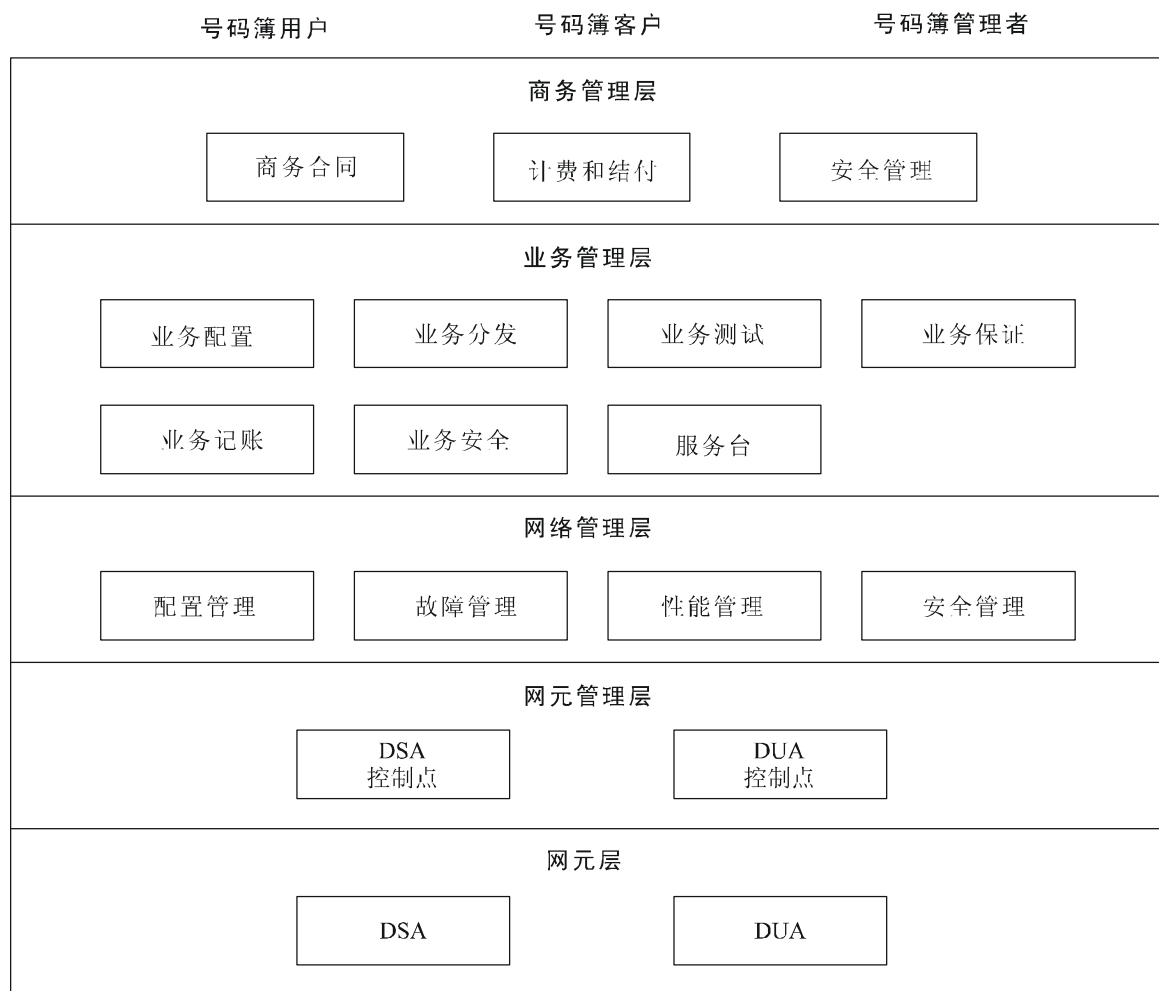 号码簿用户
号码簿客户
号码簿管理者
商务管理层
商务合同
计费和结付
安全管理
业务管理层
业务配置
业务分发
业务测试
业务保证
业务记账
业务安全
服务台
网络管理层
配置管理
故障管理
性能管理
安全管理
网元管理层
DSA
控制点
DUA
控制点
网元层
DSA
DUA